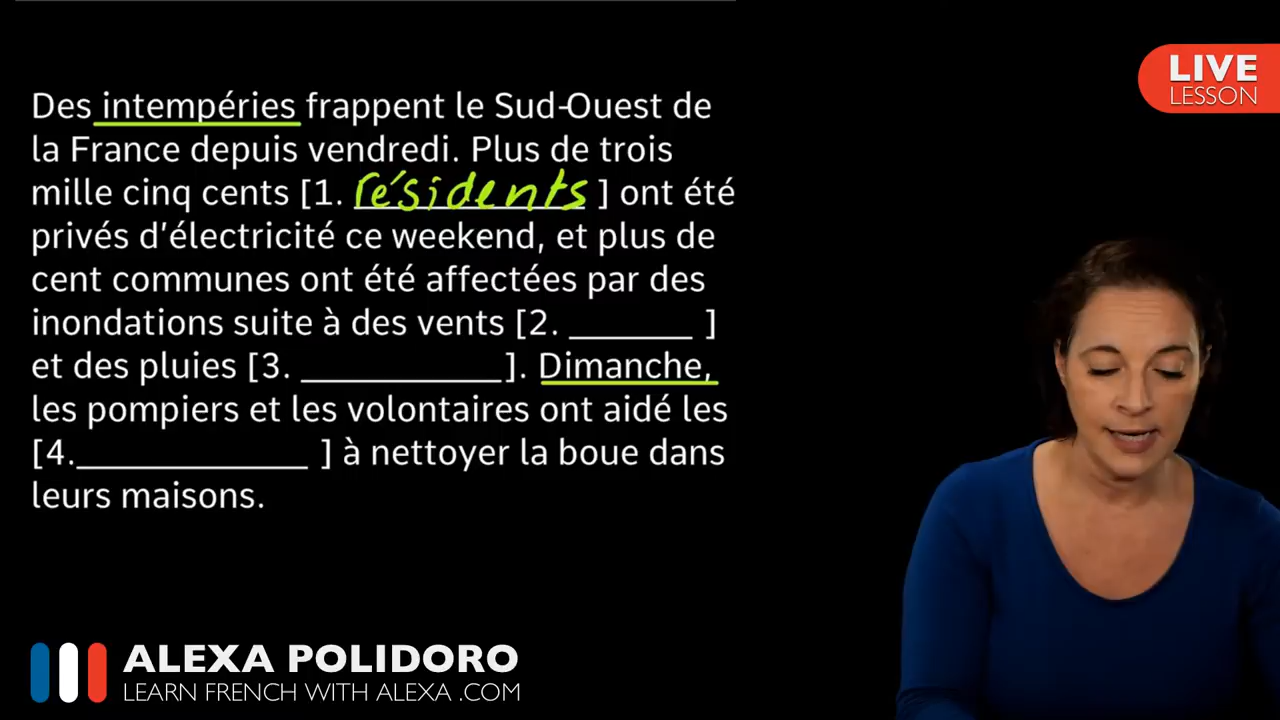 LIVE
LESSON
Des intempéries frappent le Sud-Ouest de
la France depuis vendredi. Plus de trois
mille cinq cents [1. résidents ] ont été
privés d'électricité ce weekend, et plus de
cent communes ont été affectées par des
inondations suite à des vents [2. _______ ]
et des pluies [3. ___________]. Dimanche,
les pompiers et les volontaires ont aidé les
[4._____________ ] à nettoyer la boue dans
leurs maisons.
ALEXA POLIDORO
LEARN FRENCH WITH ALEXA .COM